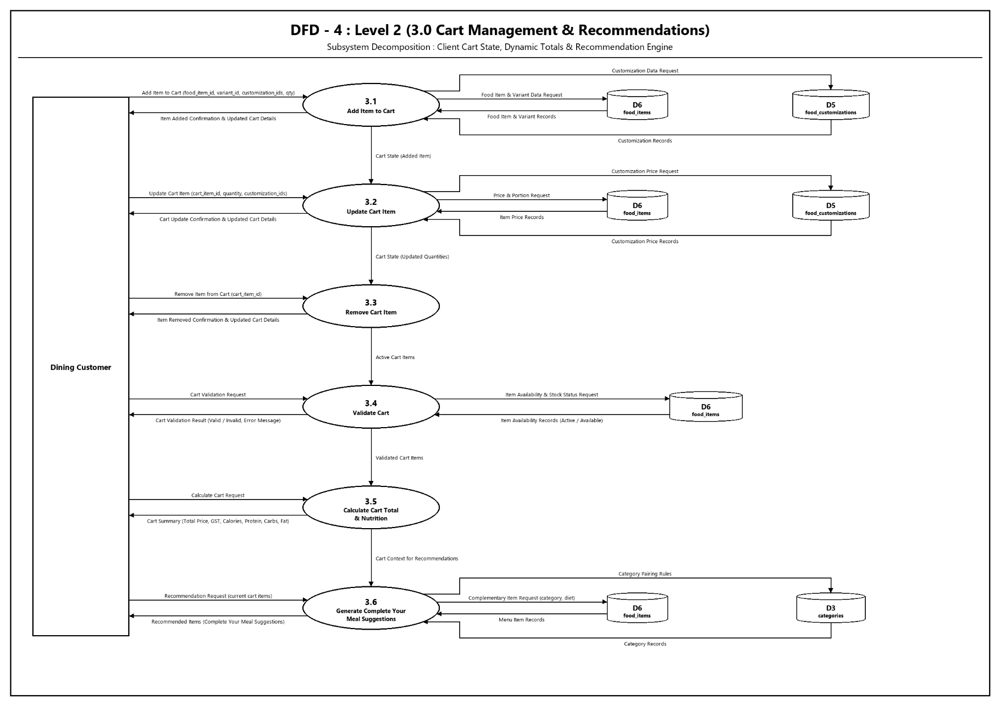 DFD - 4 : Level 2 (3.0 Cart Management & Recommendations)
Subsystem Decomposition : Client Cart State, Dynamic Totals & Recommendation Engine
Dining Customer
Add Item to Cart (food_item_id, variant_id, customization_ids, qty)
Item Added Confirmation & Updated Cart Details
3.1
Add Item to Cart
Customization Data Request
Food Item & Variant Data Request
Food Item & Variant Records
D6
food_items
D5
food_customizations
Customization Records
Cart State (Added Item)
Update Cart Item (cart_item_id, quantity, customization_ids)
Cart Update Confirmation & Updated Cart Details
3.2
Update Cart Item
Customization Price Request
Price & Portion Request
Item Price Records
D6
food_items
D5
food_customizations
Customization Price Records
Cart State (Updated Quantities)
Remove Item from Cart (cart_item_id)
Item Removed Confirmation & Updated Cart Details
3.3
Remove Cart Item
Active Cart Items
Cart Validation Request
Cart Validation Result (Valid / Invalid, Error Message)
3.4
Validate Cart
Item Availability & Stock Status Request
Item Availability Records (Active / Available)
D6
food_items
Validated Cart Items
Calculate Cart Request
Cart Summary (Total Price, GST, Calories, Protein, Carbs, Fat)
3.5
Calculate Cart Total
& Nutrition
Cart Context for Recommendations
Recommendation Request (current cart items)
Recommended Items (Complete Your Meal Suggestions)
3.6
Generate Complete Your
Meal Suggestions
Category Pairing Rules
Complementary Item Request (category, diet)
Menu Item Records
D6
food_items
D3
categories
Category Records